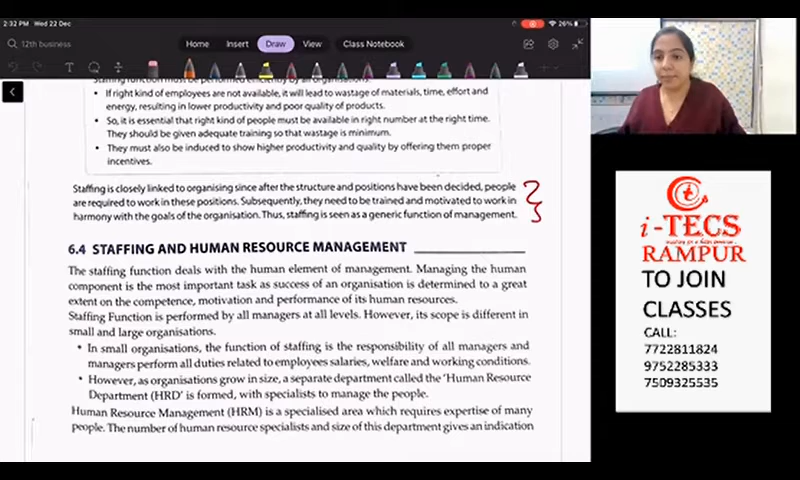 2:32 PM Wed 22 Dec
26%
12th business
Home Insert Draw View Class Notebook
Staffing function must be performed efficiently by all organisations.
• If right kind of employees are not available, it will lead to wastage of materials, time, effort and
energy, resulting in lower productivity and poor quality of products.
• So, it is essential that right kind of people must be available in right number at the right time.
They should be given adequate training so that wastage is minimum.
• They must also be induced to show higher productivity and quality by offering them proper
incentives.
Staffing is closely linked to organising since after the structure and positions have been decided, people
are required to work in these positions. Subsequently, they need to be trained and motivated to work in
harmony with the goals of the organisation. Thus, staffing is seen as a generic function of management.
6.4 STAFFING AND HUMAN RESOURCE MANAGEMENT
The staffing function deals with the human element of management. Managing the human
component is the most important task as success of an organisation is determined to a great
extent on the competence, motivation and performance of its human resources.
Staffing Function is performed by all managers at all levels. However, its scope is different in
small and large organisations.
• In small organisations, the function of staffing is the responsibility of all managers and
managers perform all duties related to employees salaries, welfare and working conditions.
• However, as organisations grow in size, a separate department called the 'Human Resource
Department (HRD' is formed, with specialists to manage the people.
Human Resource Management (HRM) is a specialised area which requires expertise of many
people. The number of human resource specialists and size of this department gives an indication
i-TECS
RAMPUR
TO JOIN
CLASSES
CALL:
7722811824
9752285333
7509325535